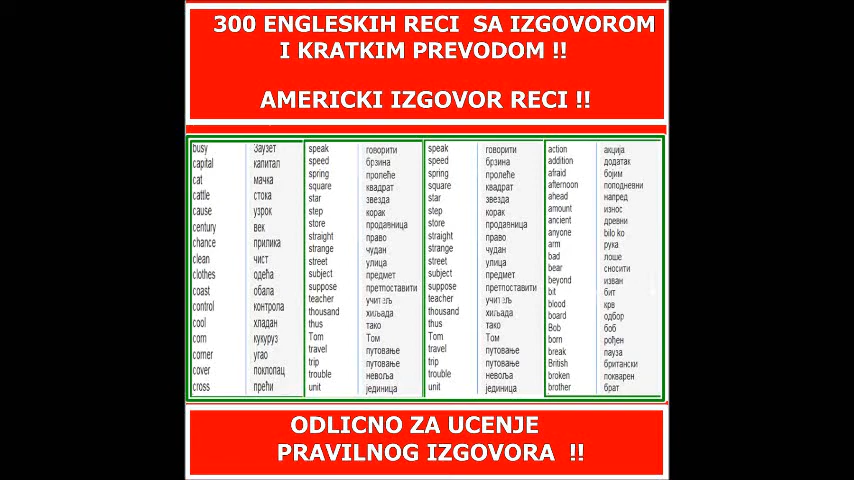 300 ENGLESKIH RECI SA IZGOVOROM
I KRATKIM PREVODOM !!
AMERICKI IZGOVOR RECI !!
busy Заузет
capital капитал
cat мачка
cattle стока
cause узрок
century век
chance прилика
clean чист
clothes одећа
coast обала
control контрола
cool хладан
corn кукуруз
corner угао
cover поклопац
cross прећи
speak говорити
speed брзина
spring пролеће
square квадрат
star звезда
step корак
store продавница
straight право
strange чудан
street улица
subject предмет
suppose претпоставити
teacher учитељ
thousand хиљада
thus тако
Tom Том
travel путовање
trip путовање
trouble невоља
unit јединица
speak говорити
speed брзина
spring пролеће
square квадрат
star звезда
step корак
store продавница
straight право
strange чудан
street улица
subject предмет
suppose претпоставити
teacher учитељ
thousand хиљада
thus тако
Tom Том
travel путовање
trip путовање
trouble невоља
unit јединица
action акција
addition додатак
afraid бојим
afternoon поподневни
ahead напред
amount износ
ancient древни
anyone bilo ko
arm рука
bad лоше
bear сносити
beyond изван
bit бит
blood крв
board одбор
Bob боб
born рођен
break пауза
British британски
broken покварен
brother брат
ODLICNO ZA UCENJE
PRAVILNOG IZGOVORA !!